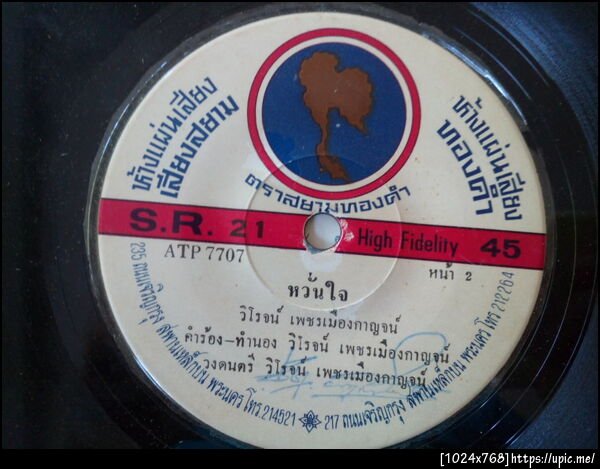 ห้างแผ่นเสียง
เสียงสยาม
ห้างแผ่นเสียง
ทองคำ
ตราสยามทองคำ
S.R. 21
High Fidelity 45
ATP 7707
หน้า 2
หวั่นใจ
วิโรจน์ เพชรเมืองกาญจน์
คำร้อง-ทำนอง วิโรจน์ เพชรเมืองกาญจน์
วงดนตรี วิโรจน์ เพชรเมืองกาญจน์
235 ถนนเจริญกรุง สพานเหล็กบน พระนคร โทร. 214521
217 ถนนเจริญกรุง สพานเหล็กบน พระนคร โทร 212264
[1024x768]https://upic.me/